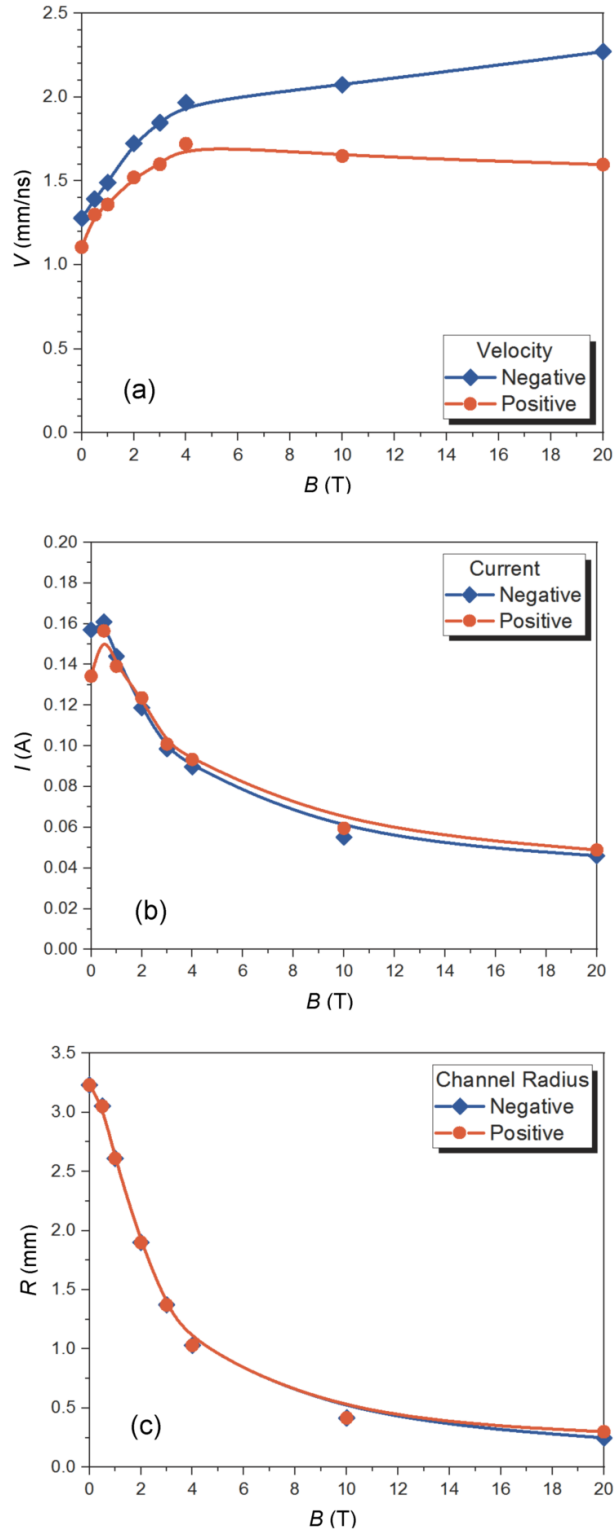 2.5
2.0
1.5
1.0
0.5
0.0
V (mm/ns)
Velocity
Negative
Positive
(a)
0 2 4 6 8 10 12 14 16 18 20
B (T)
0.20
0.18
0.16
0.14
0.12
0.10
0.08
0.06
0.04
0.02
0.00
I (A)
Current
Negative
Positive
(b)
0 2 4 6 8 10 12 14 16 18 20
B (T)
3.5
3.0
2.5
2.0
1.5
1.0
0.5
0.0
R (mm)
Channel Radius
Negative
Positive
(c)
0 2 4 6 8 10 12 14 16 18 20
B (T)